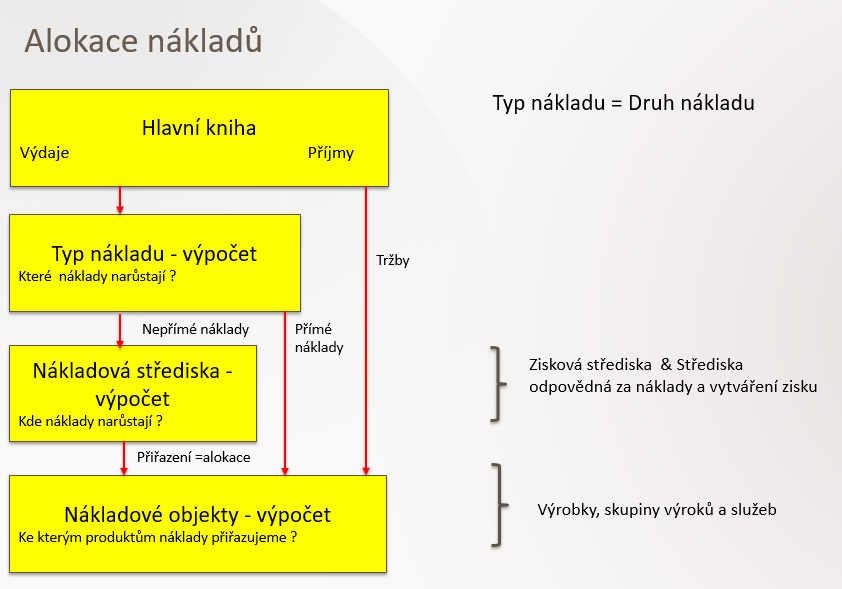 Alokace nákladů
Typ nákladu = Druh nákladu
Hlavní kniha
Výdaje Příjmy
Typ nákladu - výpočet
Které náklady narůstají ?
Tržby
Nepřímé náklady
Přímé
náklady
Nákladová střediska -
výpočet
Kde náklady narůstají ?
Zisková střediska & Střediska
odpovědná za náklady a vytváření zisku
Přiřazení =alokace
Nákladové objekty - výpočet
Ke kterým produktům náklady přiřazujeme ?
Výrobky, skupiny výroků a služeb